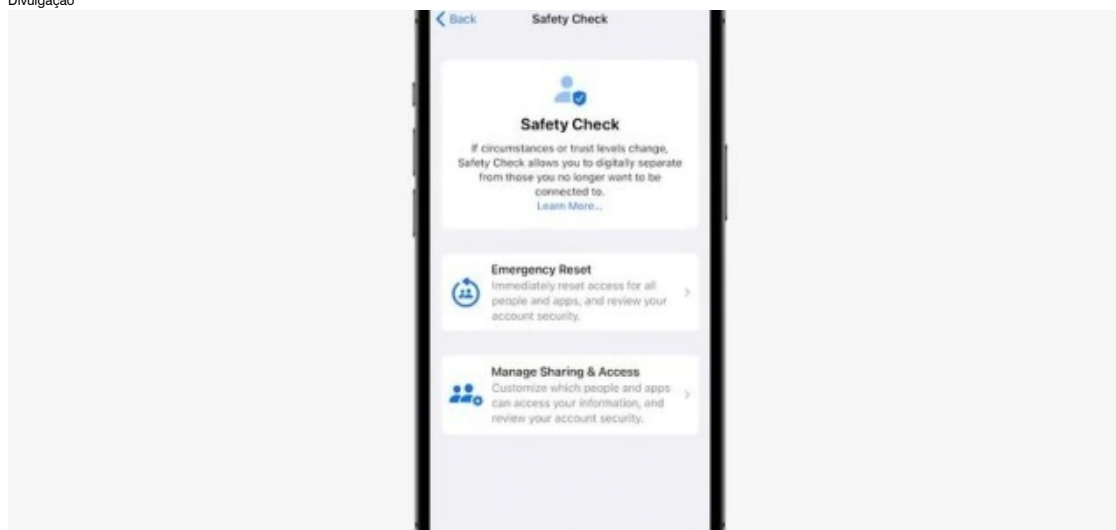 Divulgação
Back
Safety Check
Safety Check
If circumstances or trust levels change,
Safety Check allows you to digitally separate
from those you no longer want to be
connected to.
Learn More...
Emergency Reset
Immediately reset access for all
people and apps, and review your
account security.
Manage Sharing & Access
Customize which people and apps
can access your information, and
review your account security.